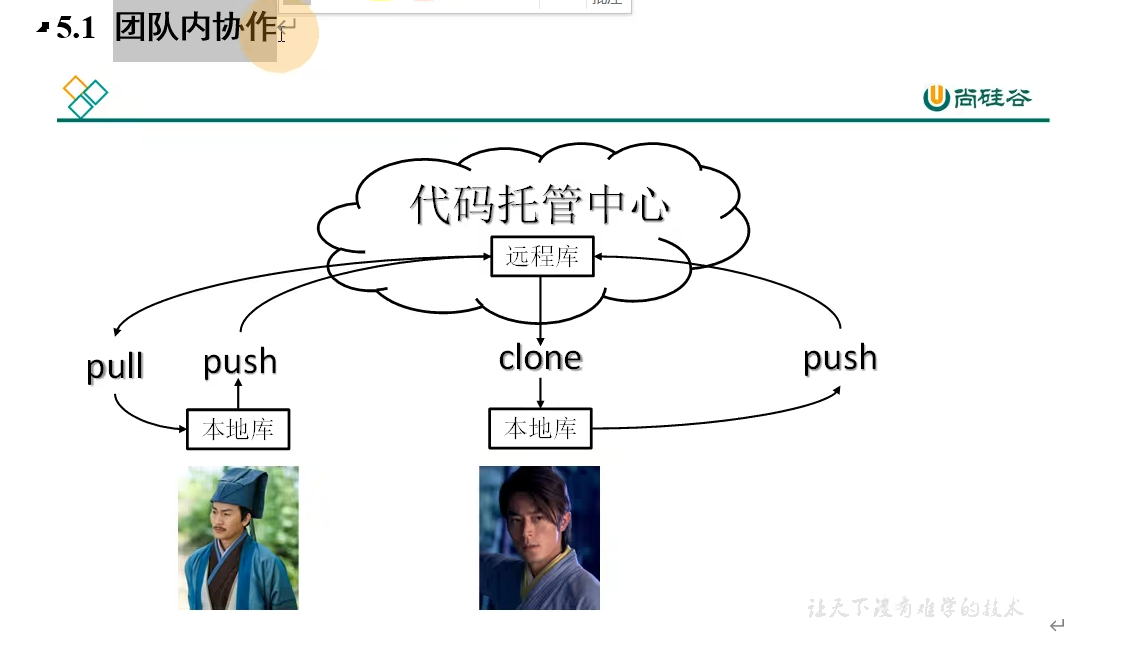 5.1 团队内协作
尚硅谷
代码托管中心
远程库
pull
push
clone
push
本地库
本地库
让天下没有难学的技术